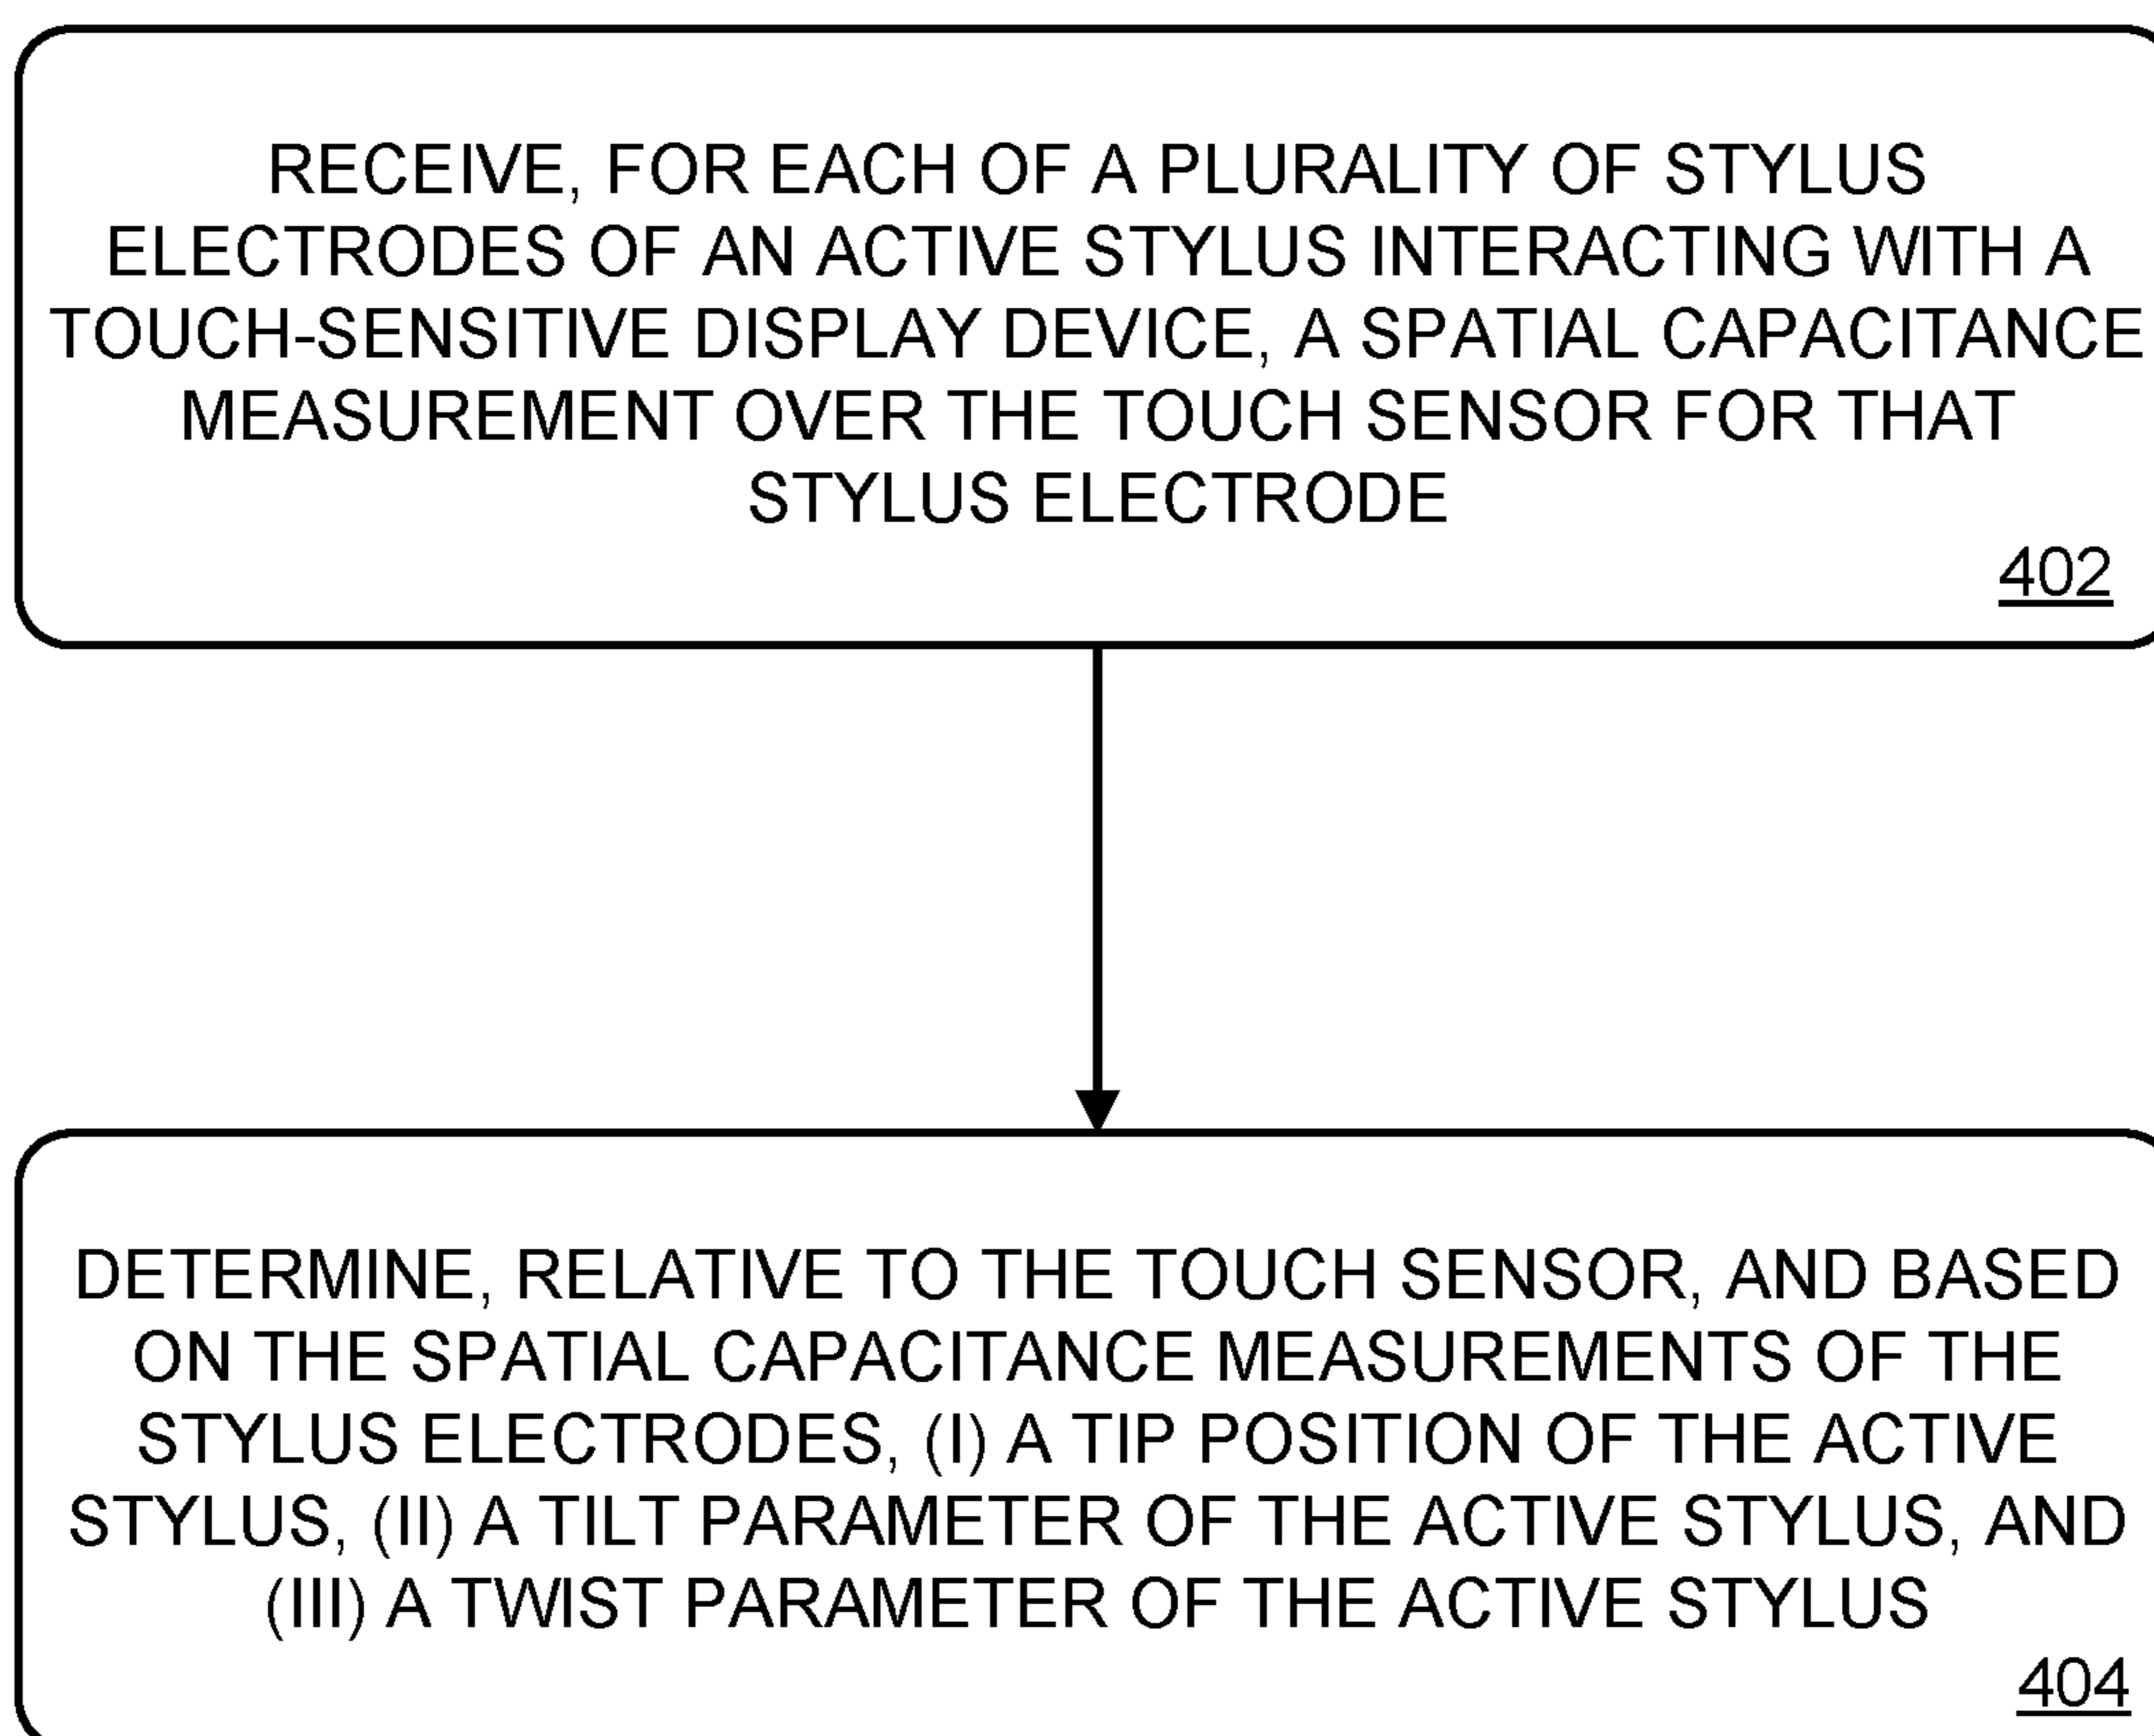 RECEIVE, FOR EACH OF A PLURALITY OF STYLUS
ELECTRODES OF AN ACTIVE STYLUS INTERACTING WITH A
TOUCH-SENSITIVE DISPLAY DEVICE, A SPATIAL CAPACITANCE
MEASUREMENT OVER THE TOUCH SENSOR FOR THAT
STYLUS ELECTRODE
402
DETERMINE, RELATIVE TO THE TOUCH SENSOR, AND BASED
ON THE SPATIAL CAPACITANCE MEASUREMENTS OF THE
STYLUS ELECTRODES, (I) A TIP POSITION OF THE ACTIVE
STYLUS, (II) A TILT PARAMETER OF THE ACTIVE STYLUS, AND
(III) A TWIST PARAMETER OF THE ACTIVE STYLUS
404